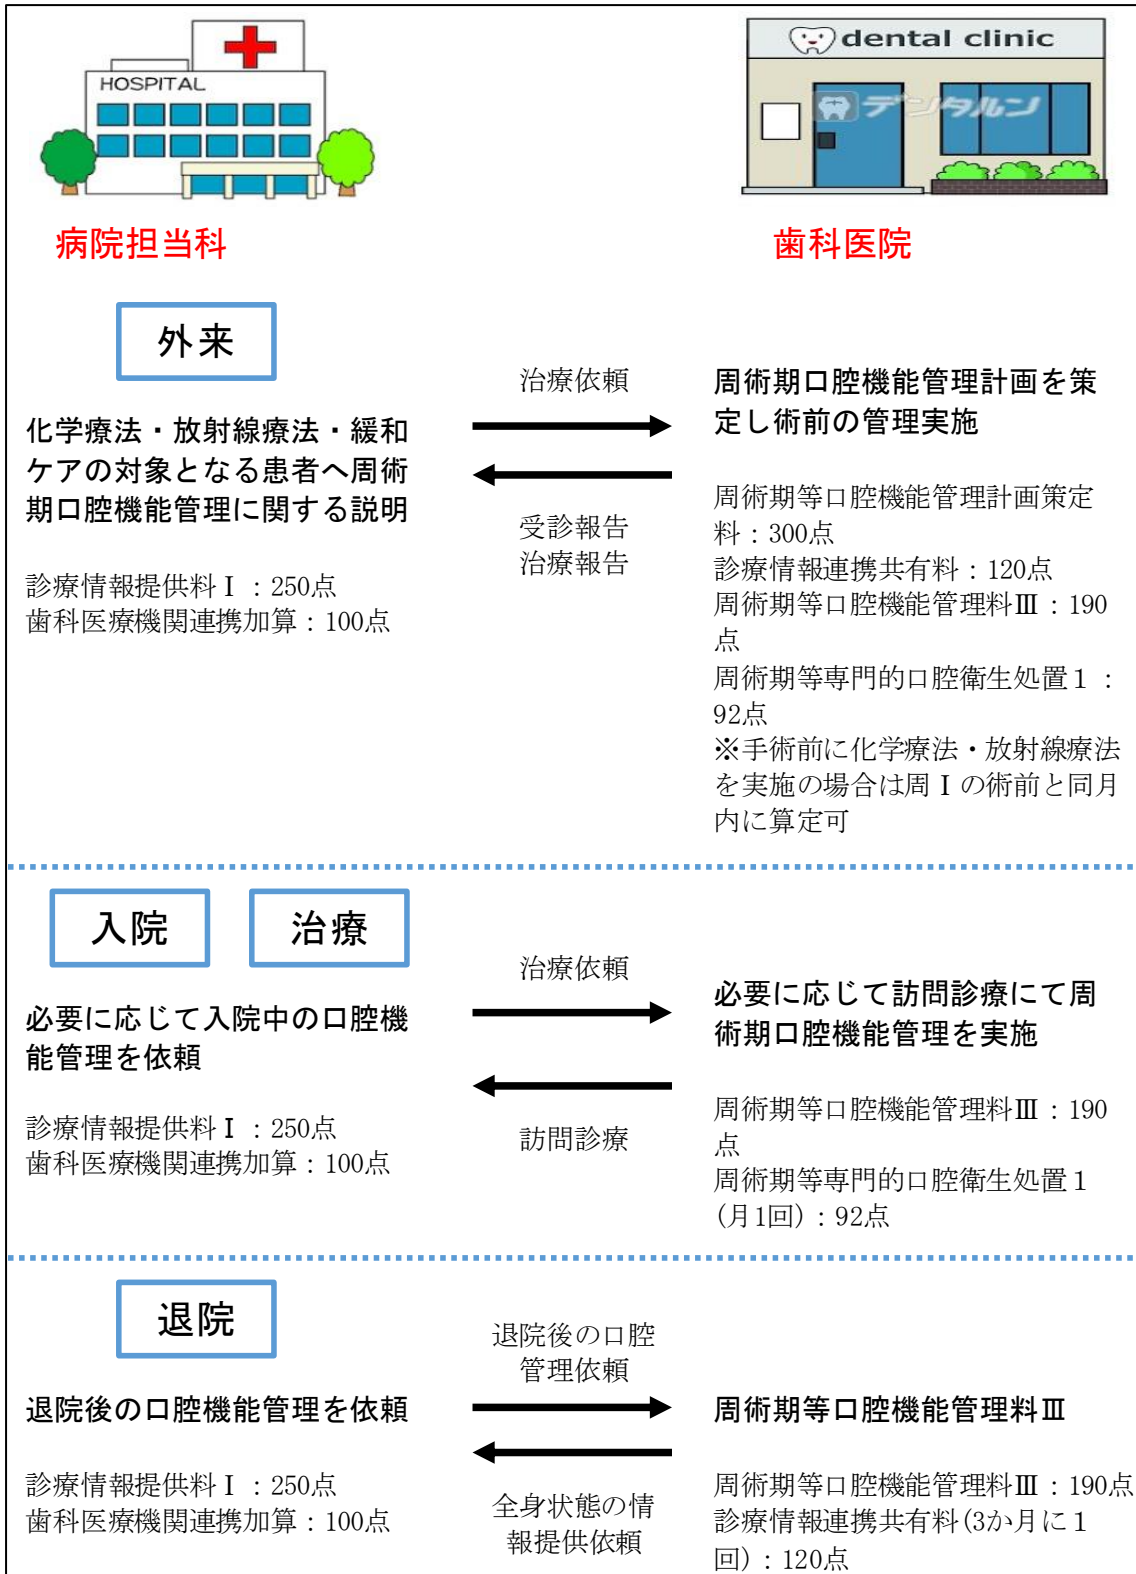 HOSPITAL
dental clinic
デンタルン
病院担当科
歯科医院
外来
化学療法・放射線療法・緩和
ケアの対象となる患者へ周術
期口腔機能管理に関する説明
診療情報提供料Ⅰ：250点
歯科医療機関連携加算：100点
治療依頼
受診報告
治療報告
周術期口腔機能管理計画を策
定し術前の管理実施
周術期等口腔機能管理計画策定
料：300点
診療情報連携共有料：120点
周術期等口腔機能管理料Ⅲ：190
点
周術期等専門的口腔衛生処置１：
92点
※手術前に化学療法・放射線療法
を実施の場合は周Ⅰの術前と同月
内に算定可
入院
治療
必要に応じて入院中の口腔機
能管理を依頼
診療情報提供料Ⅰ：250点
歯科医療機関連携加算：100点
治療依頼
訪問診療
必要に応じて訪問診療にて周
術期口腔機能管理を実施
周術期等口腔機能管理料Ⅲ：190
点
周術期等専門的口腔衛生処置１
(月1回)：92点
退院
退院後の口腔機能管理を依頼
診療情報提供料Ⅰ：250点
歯科医療機関連携加算：100点
退院後の口腔
管理依頼
全身状態の情
報提供依頼
周術期等口腔機能管理料Ⅲ
周術期等口腔機能管理料Ⅲ：190点
診療情報連携共有料(3か月に１
回)：120点